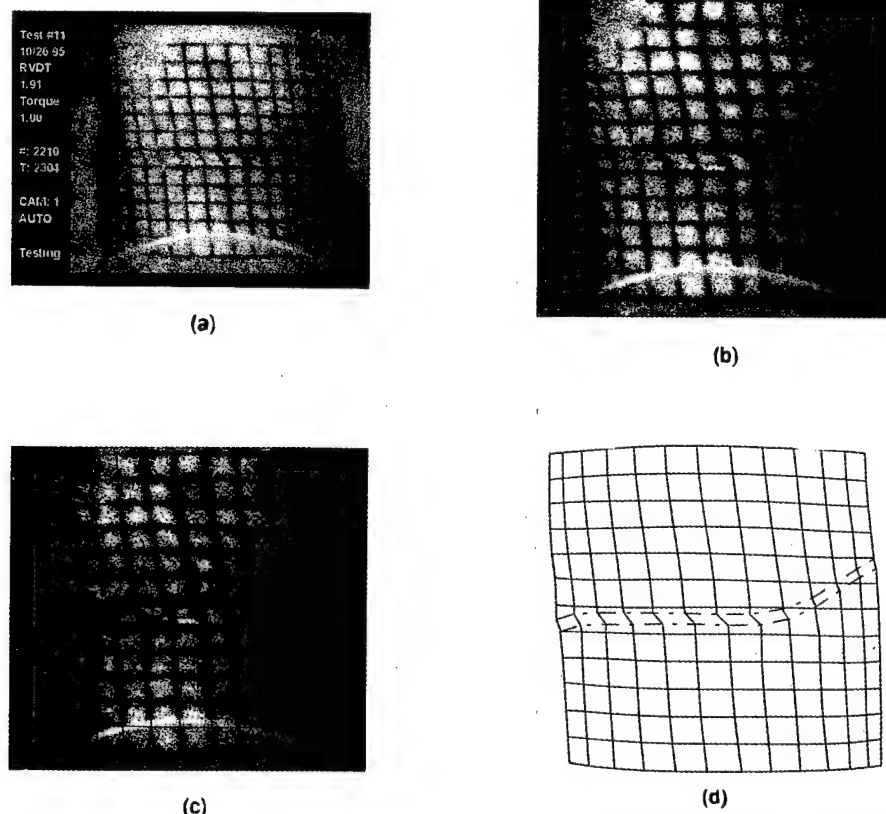 Test #11
10/26 95
RVDT
1.91
Torque
1.00
#: 2210
T: 2304
CAM: 1
AUTO
Testing
(a)
(b)
(c)
(d)